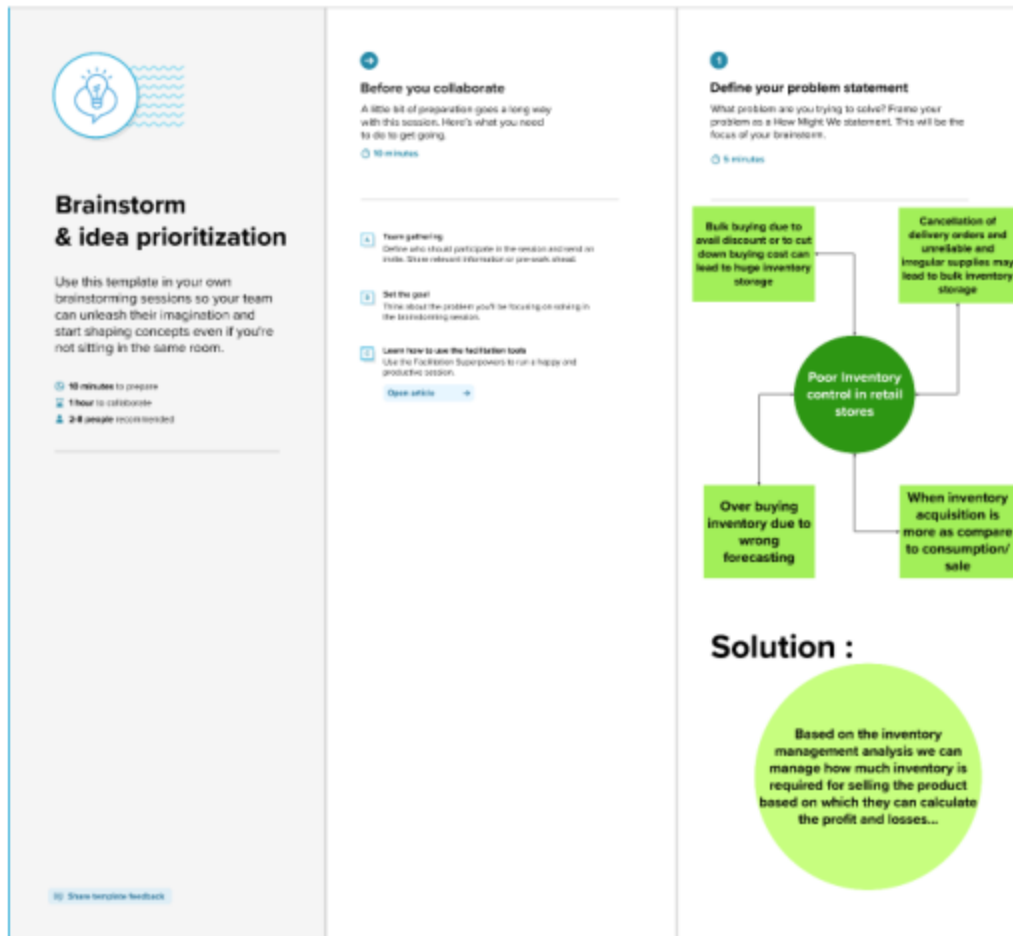 Brainstorm
& idea prioritization
Use this template in your own
brainstorming sessions so your team
can unleash their imagination and
start shaping concepts even if you're
not sitting in the same room.
10 minutes to prepare
1 hour to collaborate
2-8 people recommended
Share template feedback
Before you collaborate
A little bit of preparation goes a long way
with this session. Here's what you need
to do to get going.
10 minutes
A
Team gathering
Define who should participate in the session and send an
invite. Share relevant information or pre-work ahead.
B
Set the goal
Think about the problem you'll be focusing on solving in
the brainstorming session.
C
Learn how to use the facilitation tools
Use the Facilitation Superpowers to run a happy and
productive session.
Open article
1
Define your problem statement
What problem are you trying to solve? Frame your
problem as a How Might We statement. This will be the
focus of your brainstorm.
5 minutes
Bulk buying due to
avail discount or to cut
down buying cost can
lead to huge inventory
storage
Cancellation of
delivery orders and
unreliable and
irregular supplies may
lead to bulk inventory
storage
Poor Inventory
control in retail
stores
Over buying
inventory due to
wrong
forecasting
When inventory
acquisition is
more as compare
to consumption/
sale
Solution :
Based on the inventory
management analysis we can
manage how much inventory is
required for selling the product
based on which they can calculate
the profit and losses...